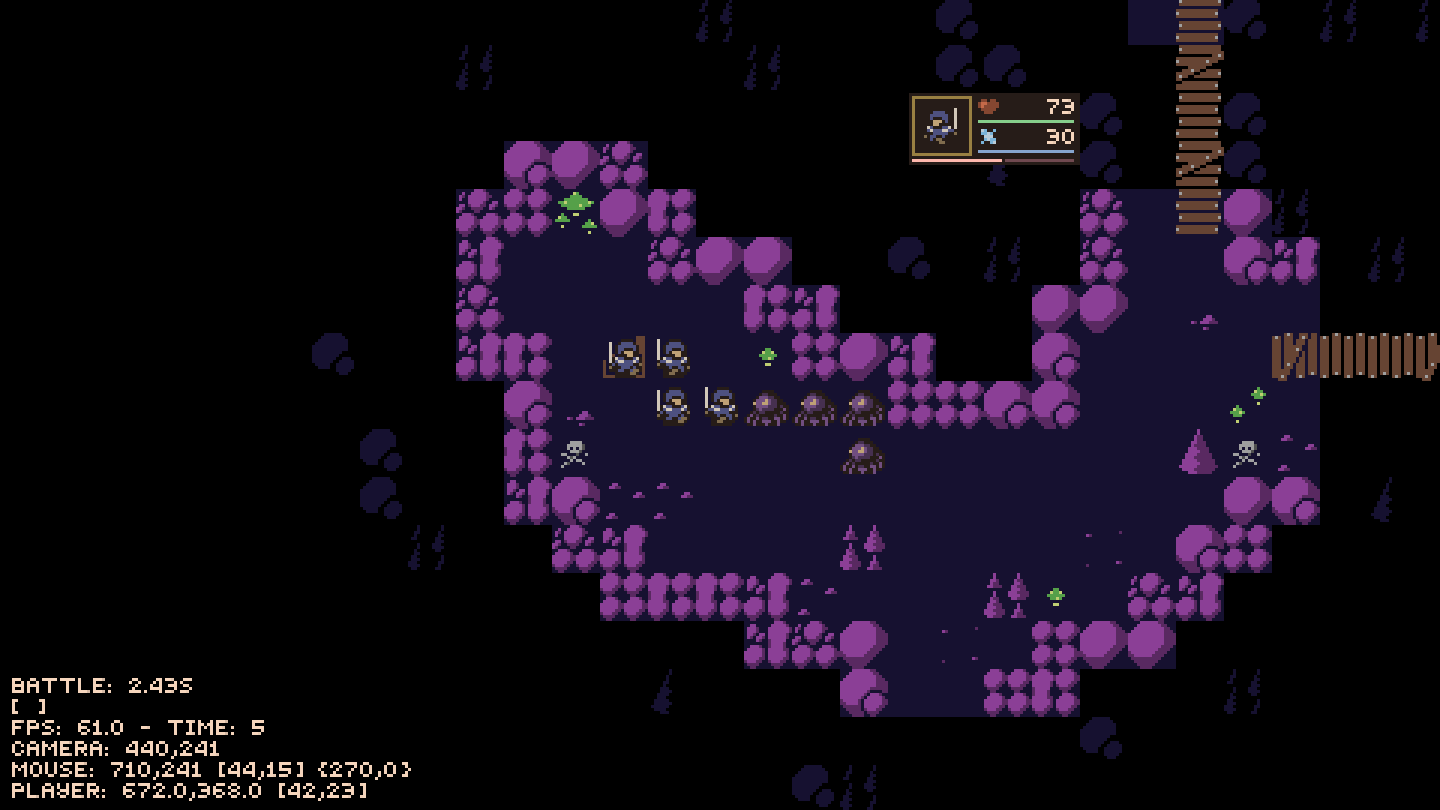 73
30
BATTLE: 2.43S
[ ]
FPS: 61.0 - TIME: 5
CAMERA: 440,241
MOUSE: 710,241 [44,15] {270,0}
PLAYER: 672.0,368.0 [42,23]